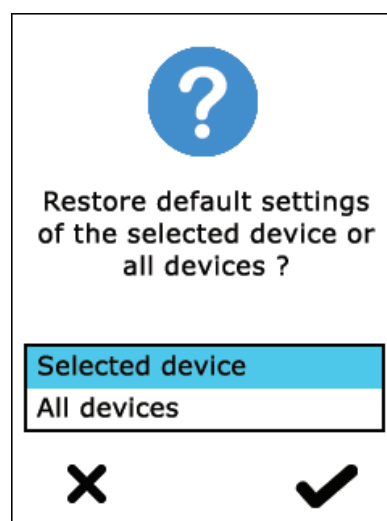 ?
Restore default settings
of the selected device or
all devices ?
Selected device
All devices